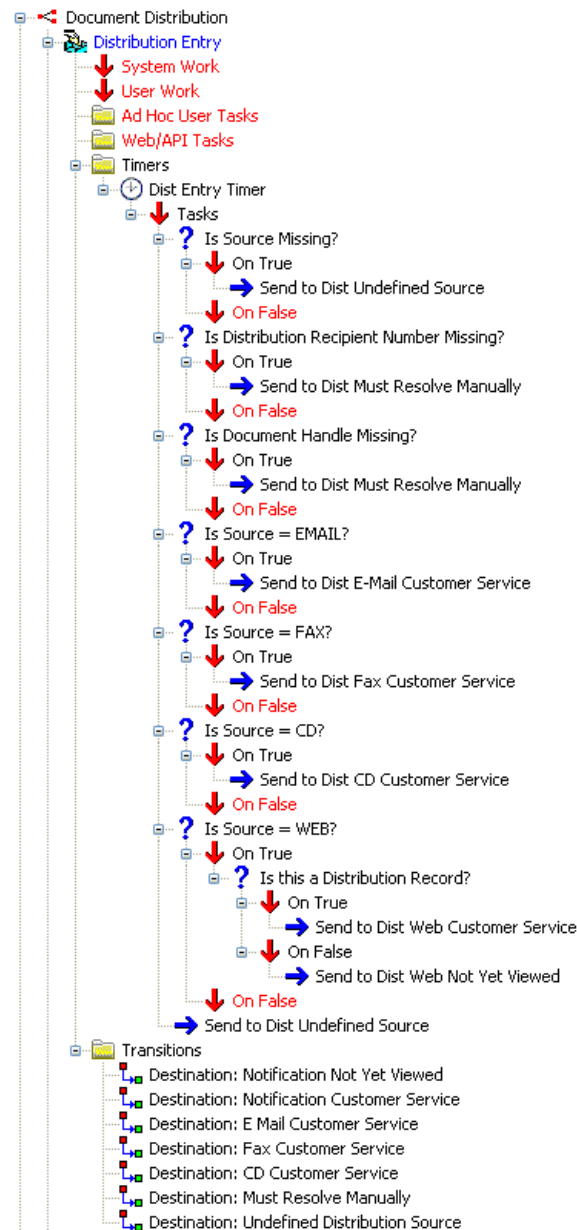 Document Distribution
Distribution Entry
System Work
User Work
Ad Hoc User Tasks
Web/API Tasks
Timers
Dist Entry Timer
Tasks
Is Source Missing?
On True
Send to Dist Undefined Source
On False
Is Distribution Recipient Number Missing?
On True
Send to Dist Must Resolve Manually
On False
Is Document Handle Missing?
On True
Send to Dist Must Resolve Manually
On False
Is Source = EMAIL?
On True
Send to Dist E-Mail Customer Service
On False
Is Source = FAX?
On True
Send to Dist Fax Customer Service
On False
Is Source = CD?
On True
Send to Dist CD Customer Service
On False
Is Source = WEB?
On True
Is this a Distribution Record?
On True
Send to Dist Web Customer Service
On False
Send to Dist Web Not Yet Viewed
On False
Send to Dist Undefined Source
Transitions
Destination: Notification Not Yet Viewed
Destination: Notification Customer Service
Destination: E Mail Customer Service
Destination: Fax Customer Service
Destination: CD Customer Service
Destination: Must Resolve Manually
Destination: Undefined Distribution Source